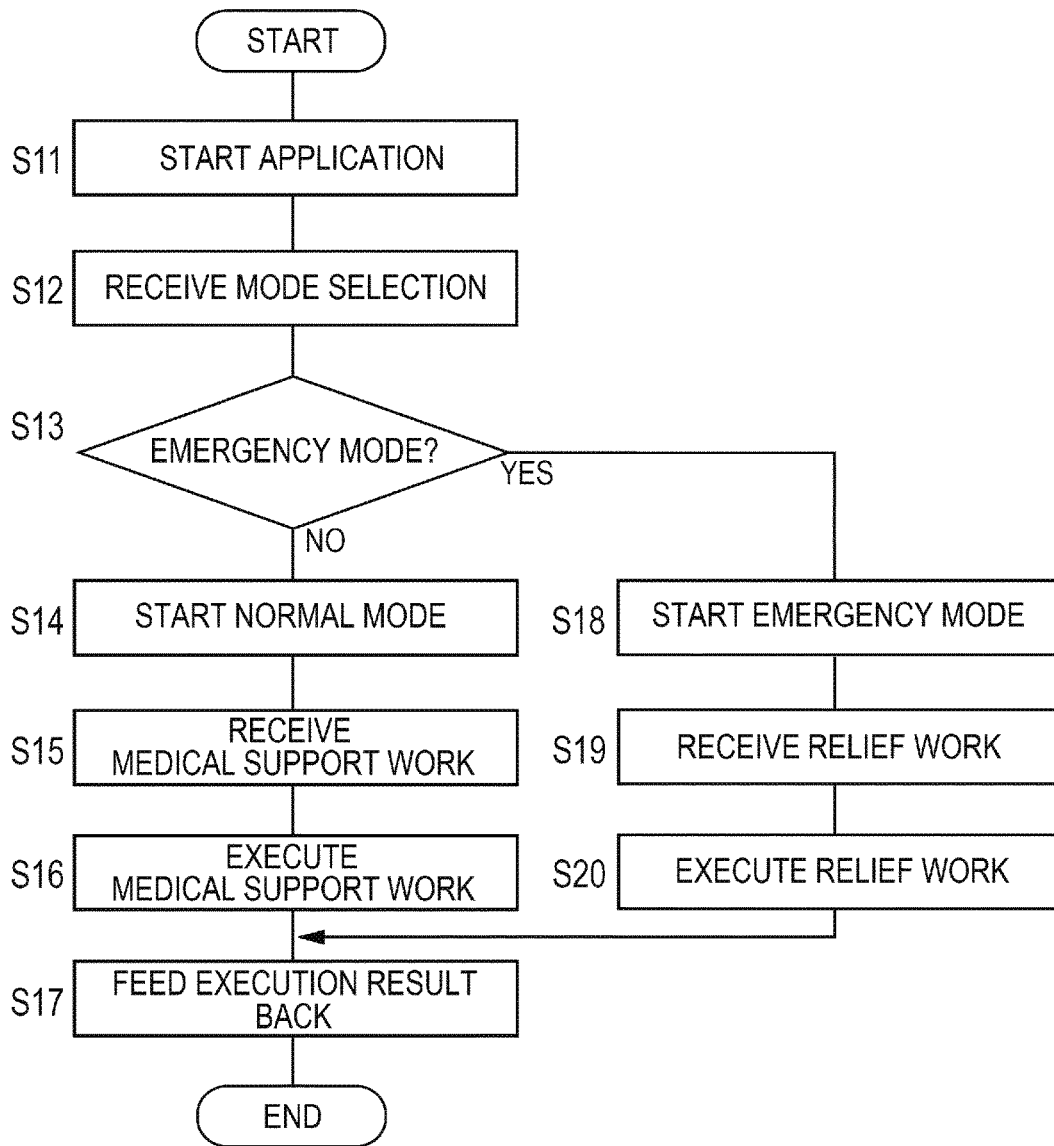 START
S11
START APPLICATION
S12
RECEIVE MODE SELECTION
S13
EMERGENCY MODE?
YES
NO
S14
START NORMAL MODE
S18
START EMERGENCY MODE
S15
RECEIVE
MEDICAL SUPPORT WORK
S19
RECEIVE RELIEF WORK
S16
EXECUTE
MEDICAL SUPPORT WORK
S20
EXECUTE RELIEF WORK
S17
FEED EXECUTION RESULT
BACK
END